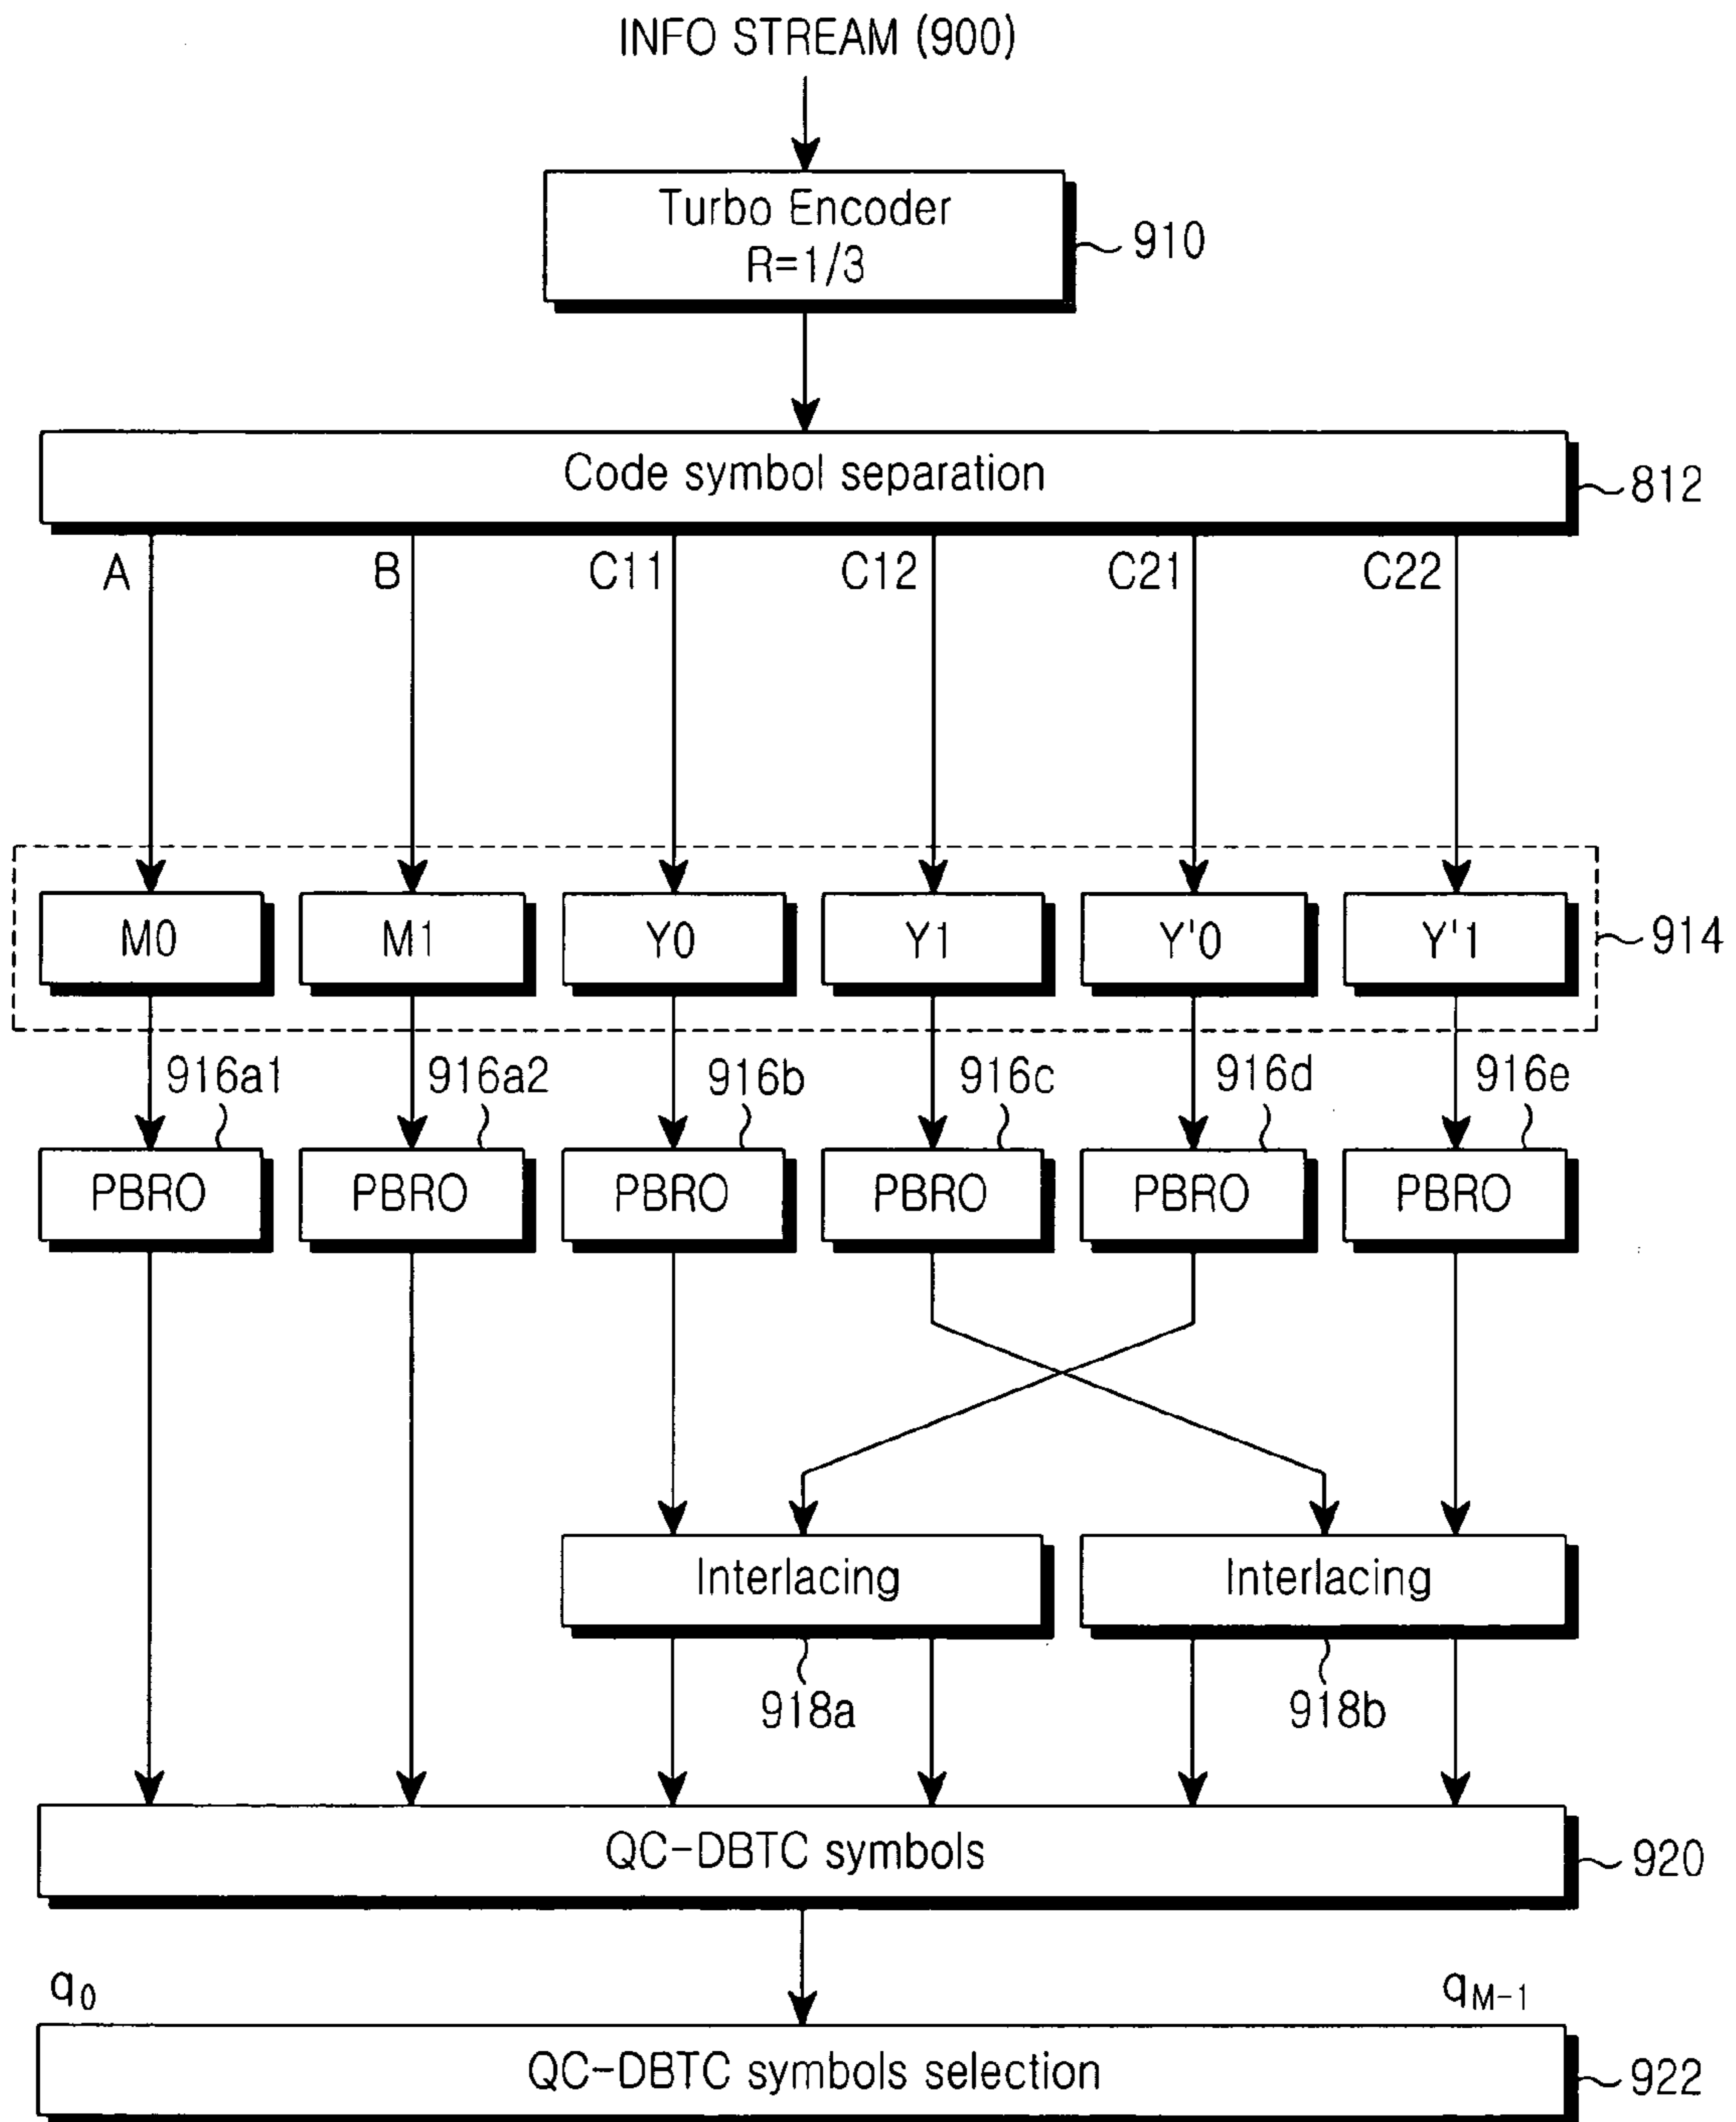 INFO STREAM (900)
Turbo Encoder
R=1/3
910
Code symbol separation
812
A B C11 C12 C21 C22
M0 M1 Y0 Y1 Y'0 Y'1
914
916a1 916a2 916b 916c 916d 916e
PBRO PBRO PBRO PBRO PBRO PBRO
Interlacing Interlacing
918a 918b
QC-DBTC symbols
920
q0 qM-1
QC-DBTC symbols selection
922